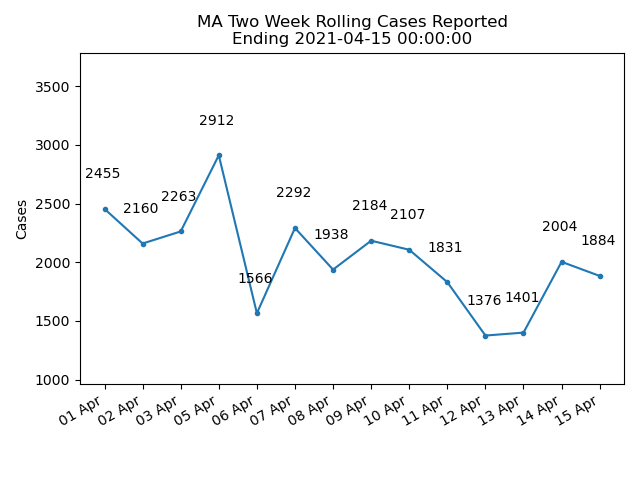 MA Two Week Rolling Cases Reported
Ending 2021-04-15 00:00:00
Cases
3500
3000
2500
2000
1500
1000
2455
2160
2263
2912
1566
2292
1938
2184
2107
1831
1376
1401
2004
1884
01 Apr
02 Apr
03 Apr
05 Apr
06 Apr
07 Apr
08 Apr
09 Apr
10 Apr
11 Apr
12 Apr
13 Apr
14 Apr
15 Apr